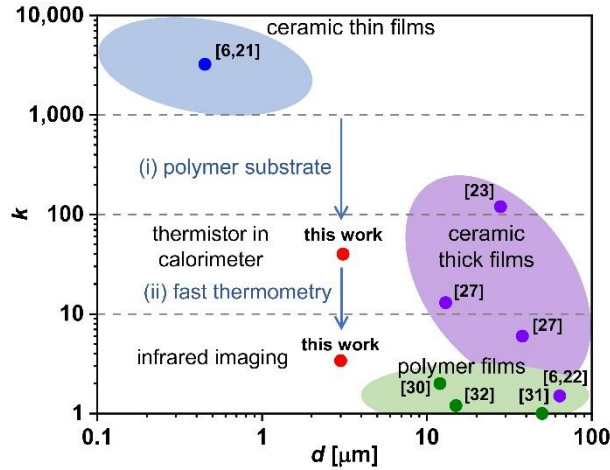 10,000
ceramic thin films
[6,21]
1,000
(i) polymer substrate
[23]
100
k
thermistor in
calorimeter
this work
ceramic
thick films
[27]
(ii) fast thermometry
10
[27]
infrared imaging
this work
polymer films
[30]
[32]
[31]
[6,22]
1
0.1
1
10
100
d [μm]